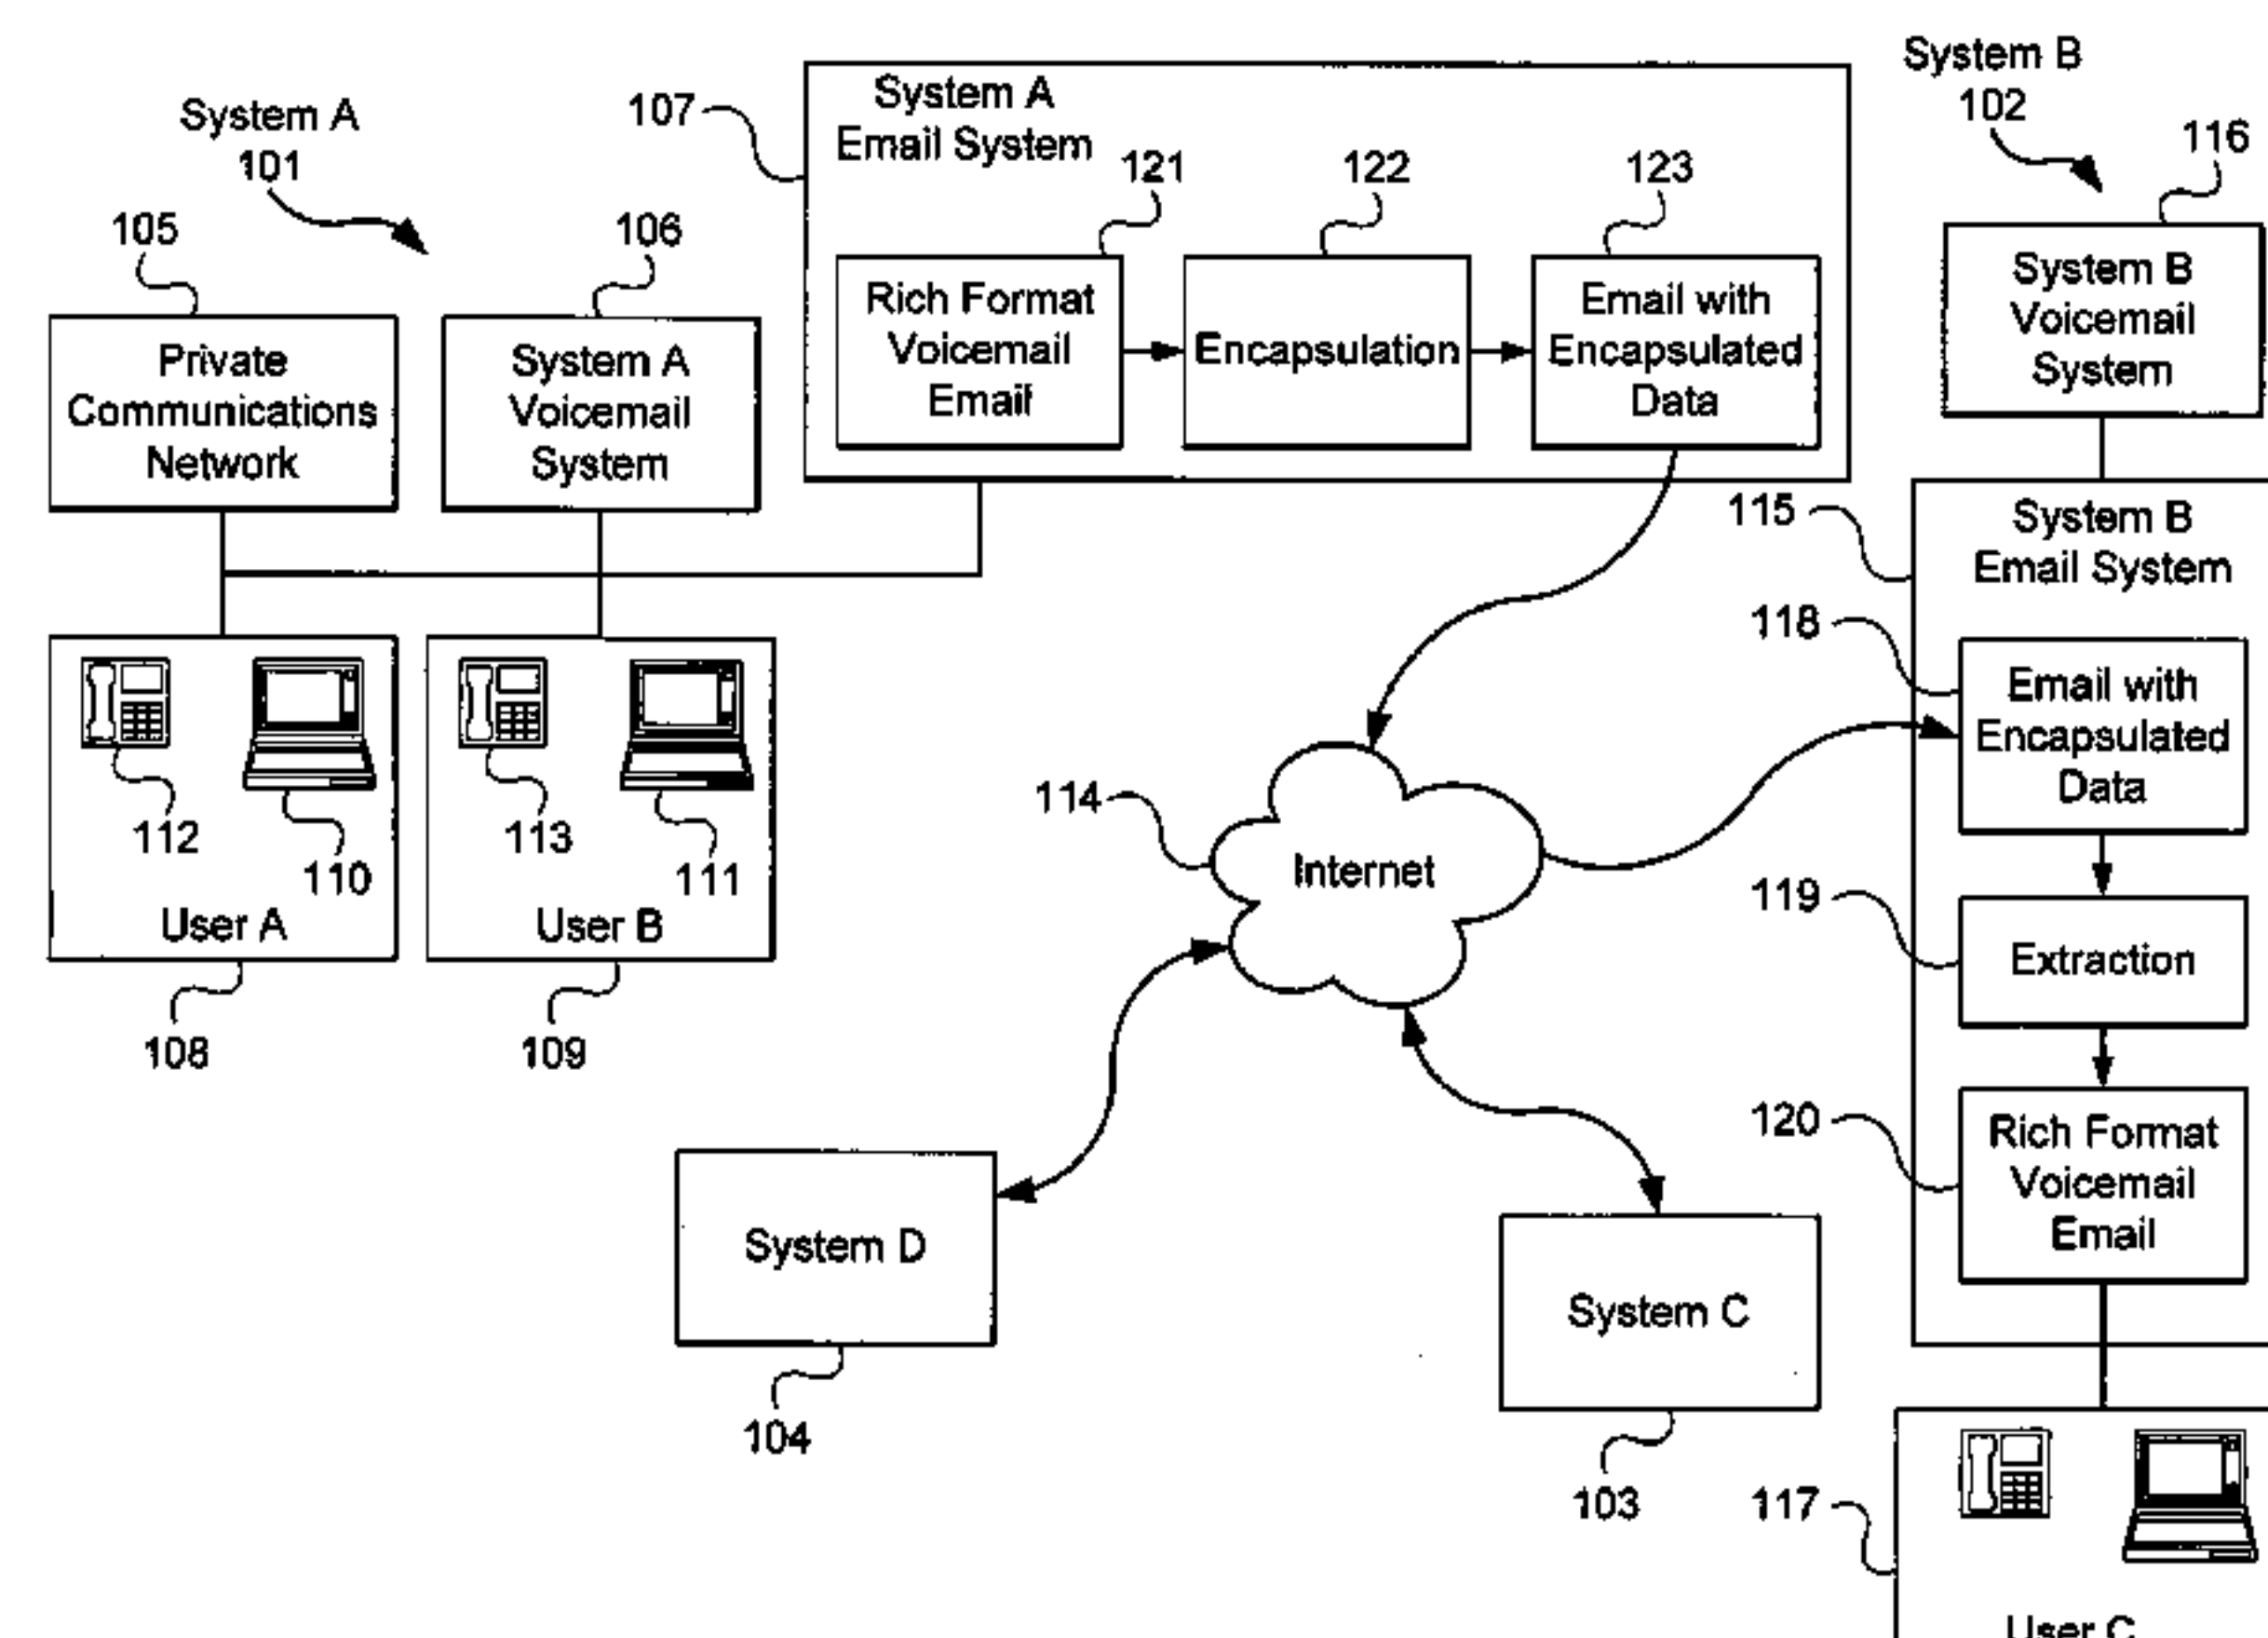 System A
101
105
Private
Communications
Network
106
System A
Voicemail
System
107
System A
Email System
121
Rich Format
Voicemail
Email
122
Encapsulation
123
Email with
Encapsulated
Data
System B
102
116
System B
Voicemail
System
115
System B
Email System
118
Email with
Encapsulated
Data
119
Extraction
120
Rich Format
Voicemail
Email
112
110
User A
108
113
111
User B
109
114
Internet
System D
104
System C
103
117
User C